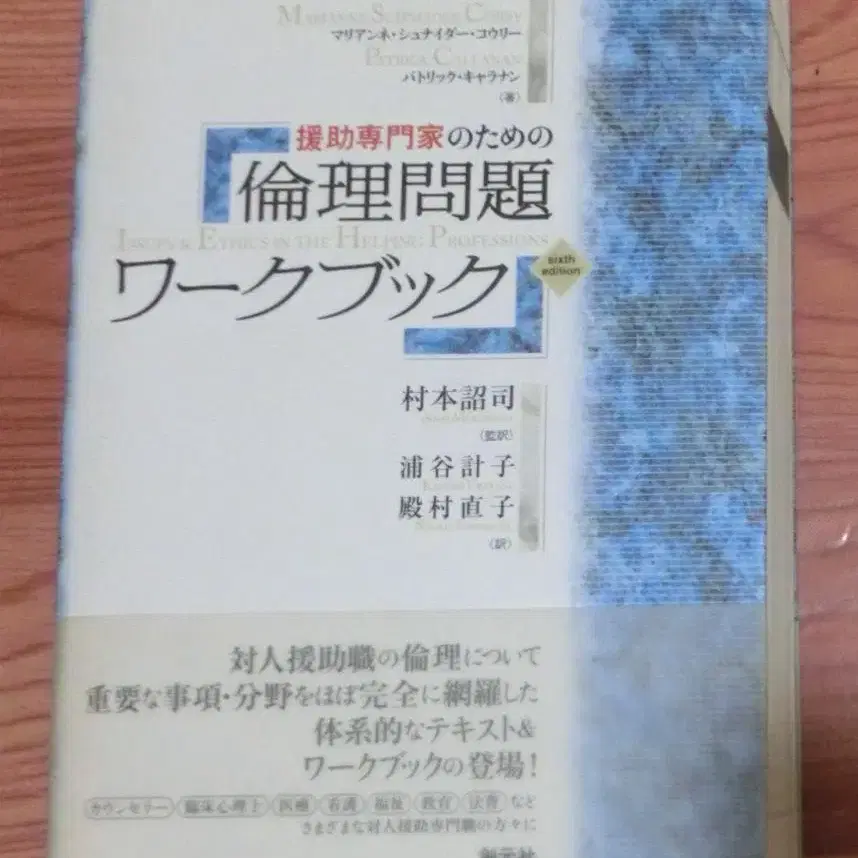 MARIANNE SCHNEIDER COREY
マリアンネ・シュナイダー・コウリー
PATRICK CALLANAN
パトリック・キャラナン
〈著〉
援助専門家のための
倫理問題
ISSUES & ETHICS IN THE HELPING PROFESSIONS
ワークブック
sixth
edition
村本詔司
〈監訳〉
浦谷計子
殿村直子
〈訳〉
対人援助職の倫理について
重要な事項・分野をほぼ完全に網羅した
体系的なテキスト&
ワークブックの登場!
カウンセラー 臨床心理士 医療 看護 福祉 教育 法曹 など
さまざまな対人援助専門職の方々に
創元社